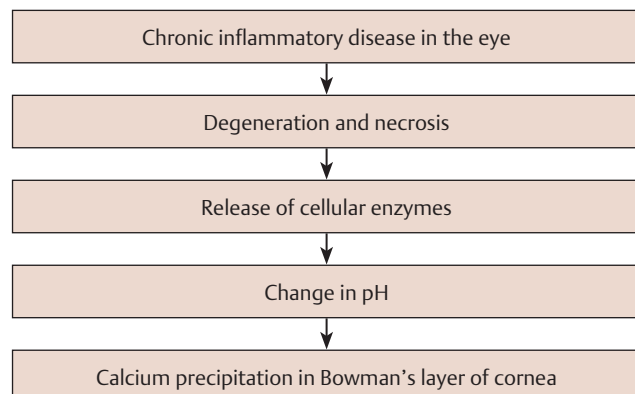 Chronic inflammatory disease in the eye
Degeneration and necrosis
Release of cellular enzymes
Change in pH
Calcium precipitation in Bowman’s layer of cornea